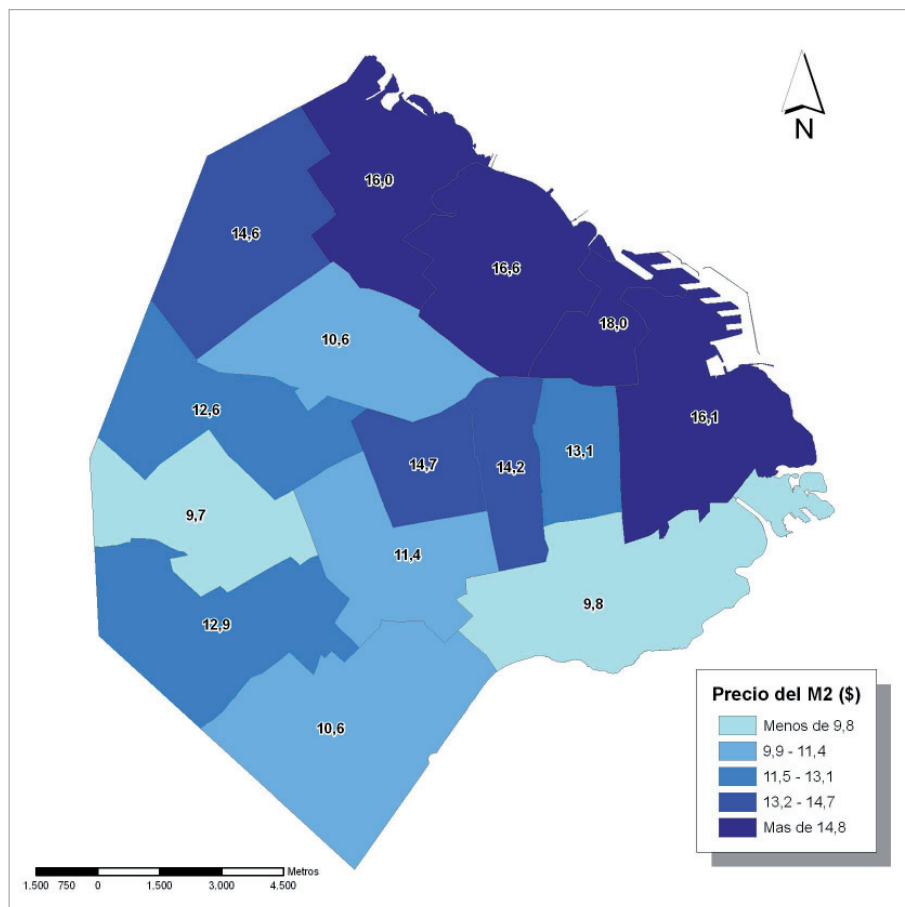 N
16,0
14,6
16,6
18,0
10,6
12,6
16,1
14,7
14,2
13,1
9,7
11,4
9,8
12,9
10,6
Precio del M2 ($)
Menos de 9,8
9,9 - 11,4
11,5 - 13,1
13,2 - 14,7
Mas de 14,8
Metros
1.500 750 0 1.500 3.000 4.500